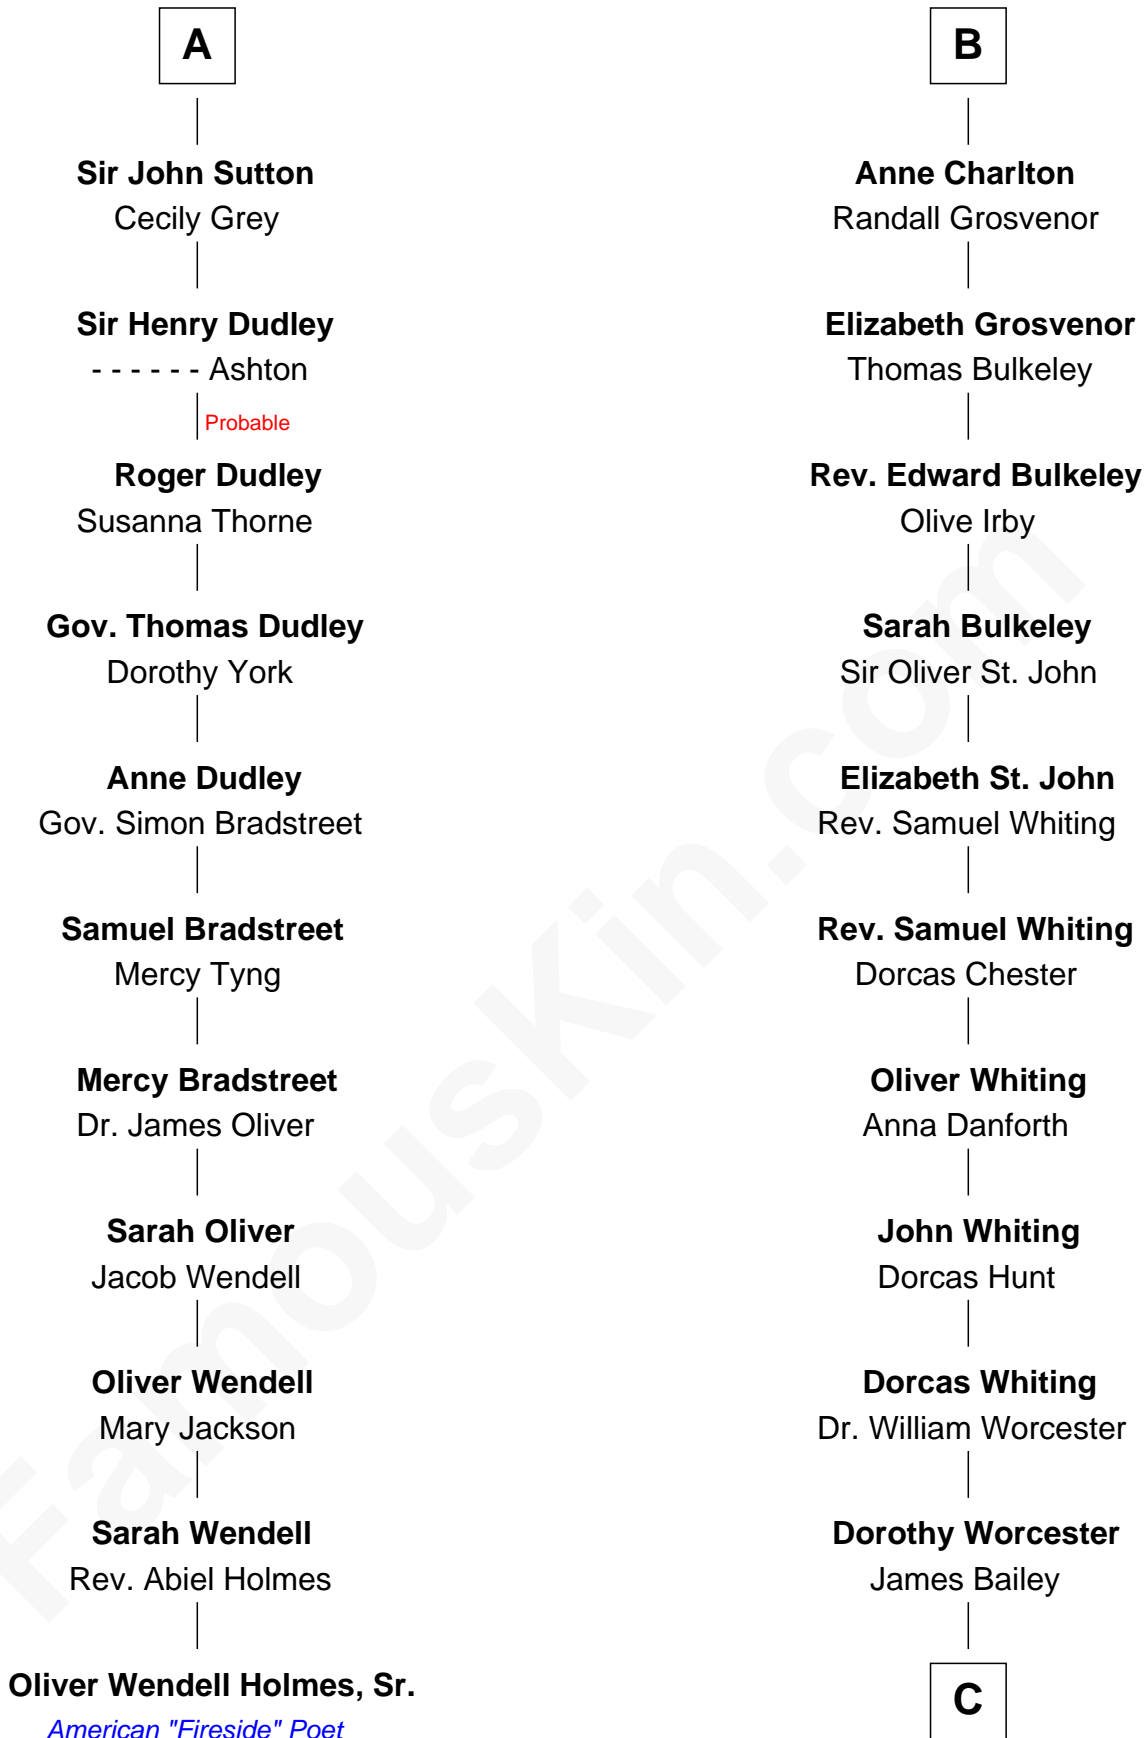 A
Sir John Sutton
Cecily Grey
Sir Henry Dudley
- - - - - - Ashton
Probable
Roger Dudley
Susanna Thorne
Gov. Thomas Dudley
Dorothy York
Anne Dudley
Gov. Simon Bradstreet
Samuel Bradstreet
Mercy Tyng
Mercy Bradstreet
Dr. James Oliver
Sarah Oliver
Jacob Wendell
Oliver Wendell
Mary Jackson
Sarah Wendell
Rev. Abiel Holmes
Oliver Wendell Holmes, Sr.
American "Fireside" Poet
B
Anne Charlton
Randall Grosvenor
Elizabeth Grosvenor
Thomas Bulkeley
Rev. Edward Bulkeley
Olive Irby
Sarah Bulkeley
Sir Oliver St. John
Elizabeth St. John
Rev. Samuel Whiting
Rev. Samuel Whiting
Dorcas Chester
Oliver Whiting
Anna Danforth
John Whiting
Dorcas Hunt
Dorcas Whiting
Dr. William Worcester
Dorothy Worcester
James Bailey
C
FamousKin.com